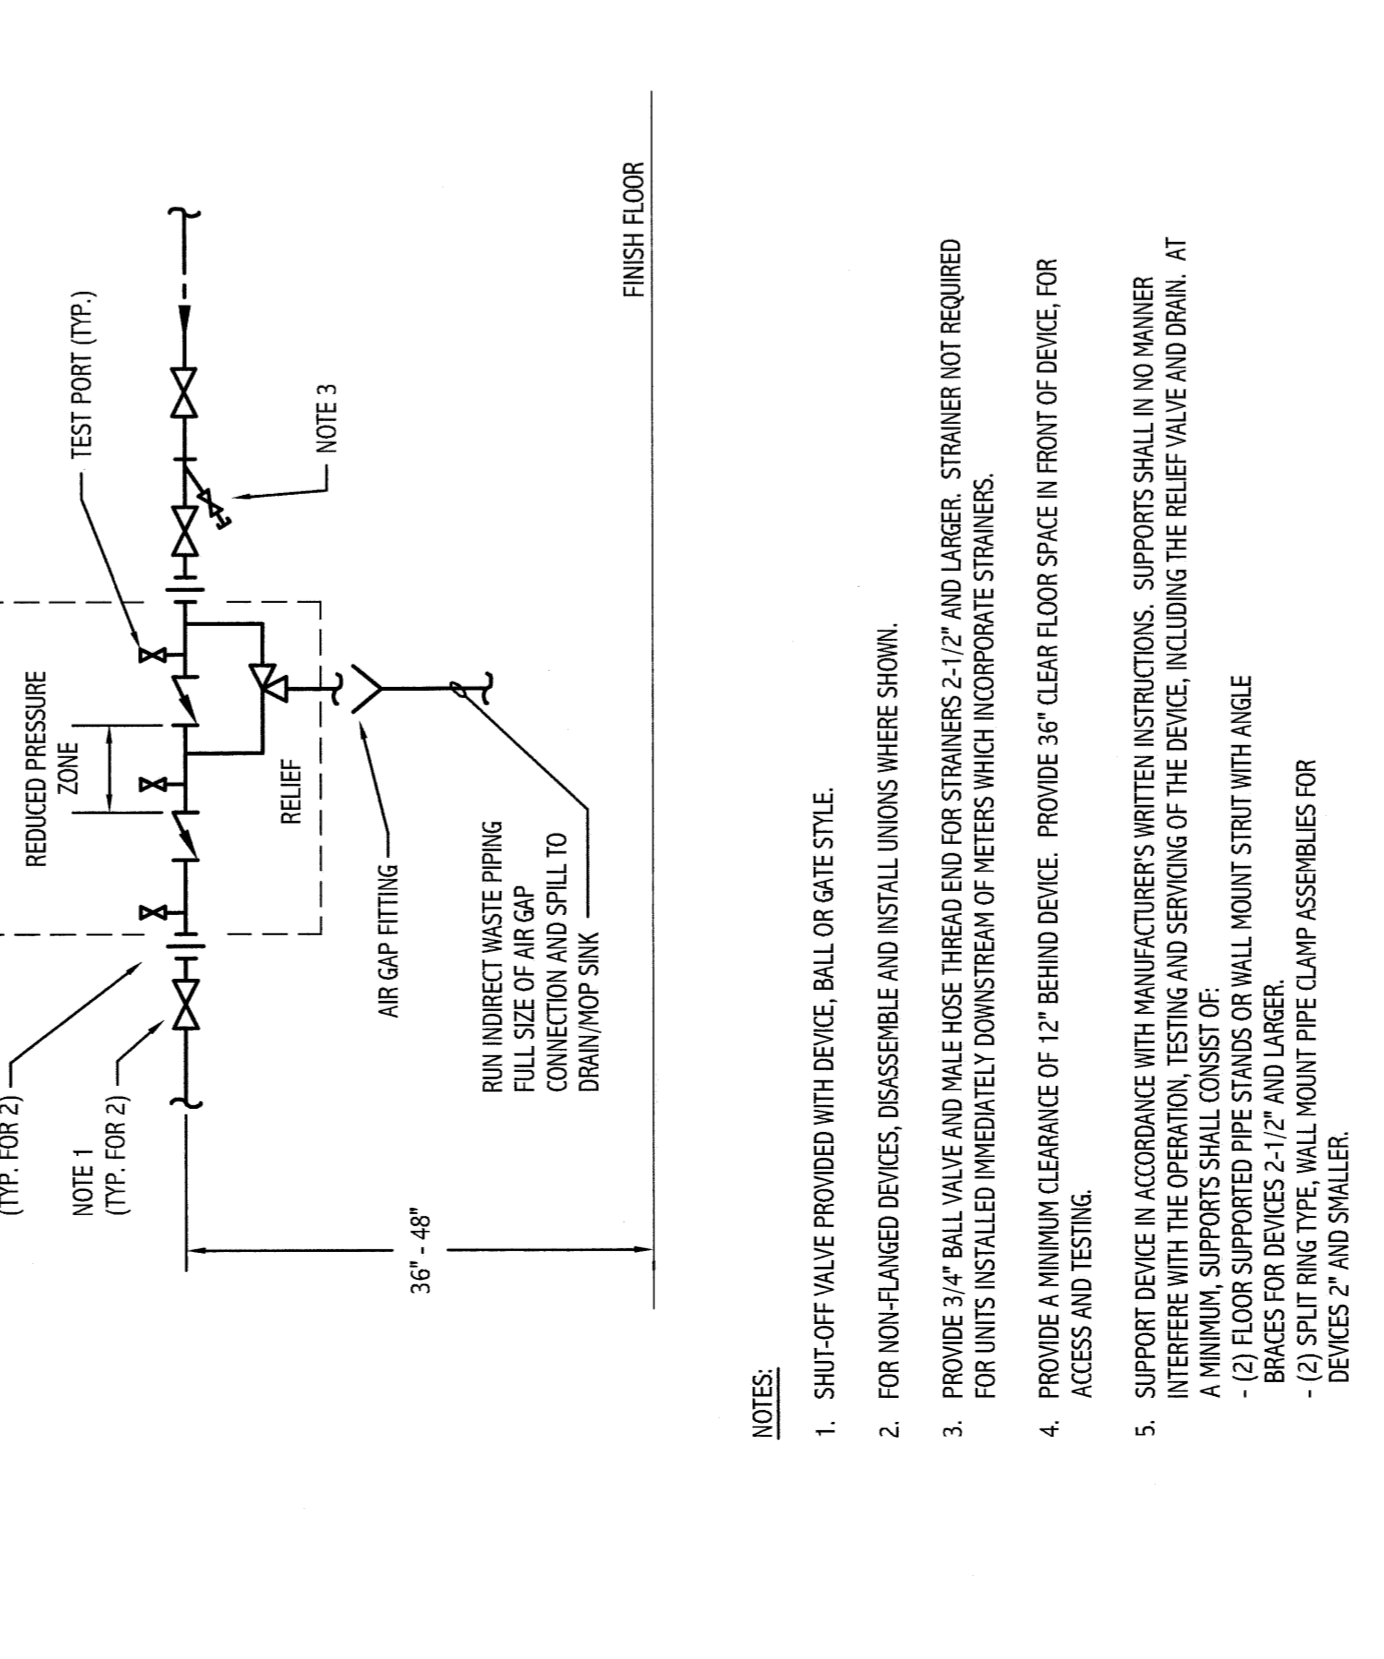 (TYP. FOR 2)
NOTE 1
(TYP. FOR 2)
REDUCED PRESSURE
ZONE
TEST PORT (TYP.)
RELIEF
NOTE 3
AIR GAP FITTING
36" - 48"
RUN INDIRECT WASTE PIPING
FULL SIZE OF AIR GAP
CONNECTION AND SPILL TO
DRAIN/MOP SINK
FINISH FLOOR
NOTES:
1. SHUT-OFF VALVE PROVIDED WITH DEVICE, BALL OR GATE STYLE.
2. FOR NON-FLANGED DEVICES, DISASSEMBLE AND INSTALL UNIONS WHERE SHOWN.
3. PROVIDE 3/4" BALL VALVE AND MALE HOSE THREAD END FOR STRAINERS 2-1/2" AND LARGER. STRAINER NOT REQUIRED
FOR UNITS INSTALLED IMMEDIATELY DOWNSTREAM OF METERS WHICH INCORPORATE STRAINERS.
4. PROVIDE A MINIMUM CLEARANCE OF 12" BEHIND DEVICE. PROVIDE 36" CLEAR FLOOR SPACE IN FRONT OF DEVICE, FOR
ACCESS AND TESTING.
5. SUPPORT DEVICE IN ACCORDANCE WITH MANUFACTURER'S WRITTEN INSTRUCTIONS. SUPPORTS SHALL IN NO MANNER
INTERFERE WITH THE OPERATION, TESTING AND SERVICING OF THE DEVICE, INCLUDING THE RELIEF VALVE AND DRAIN. AT
A MINIMUM, SUPPORTS SHALL CONSIST OF:
- (2) FLOOR SUPPORTED PIPE STANDS OR WALL MOUNT STRUT WITH ANGLE
BRACES FOR DEVICES 2-1/2" AND LARGER.
- (2) SPLIT RING TYPE, WALL MOUNT PIPE CLAMP ASSEMBLIES FOR
DEVICES 2" AND SMALLER.